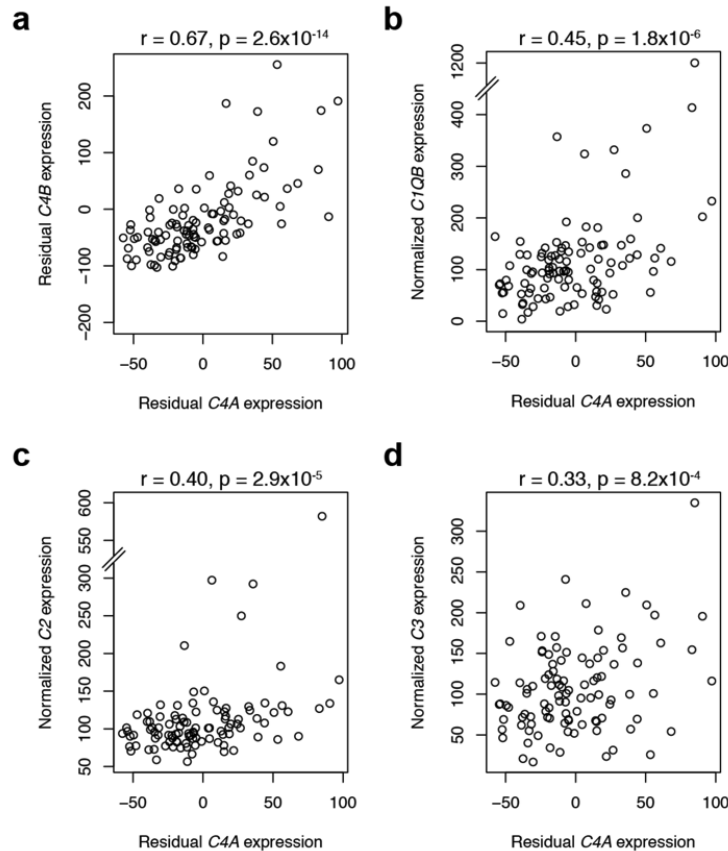 a
r = 0.67, p = 2.6x10-14
Residual C4B expression
200
100
0
−100
−200
−50 0 50 100
Residual C4A expression
b
r = 0.45, p = 1.8x10-6
Normalized C1QB expression
1200
400
300
200
100
0
−50 0 50 100
Residual C4A expression
c
r = 0.40, p = 2.9x10-5
Normalized C2 expression
600
550
300
250
200
150
100
50
−50 0 50 100
Residual C4A expression
d
r = 0.33, p = 8.2x10-4
Normalized C3 expression
300
250
200
150
100
50
−50 0 50 100
Residual C4A expression